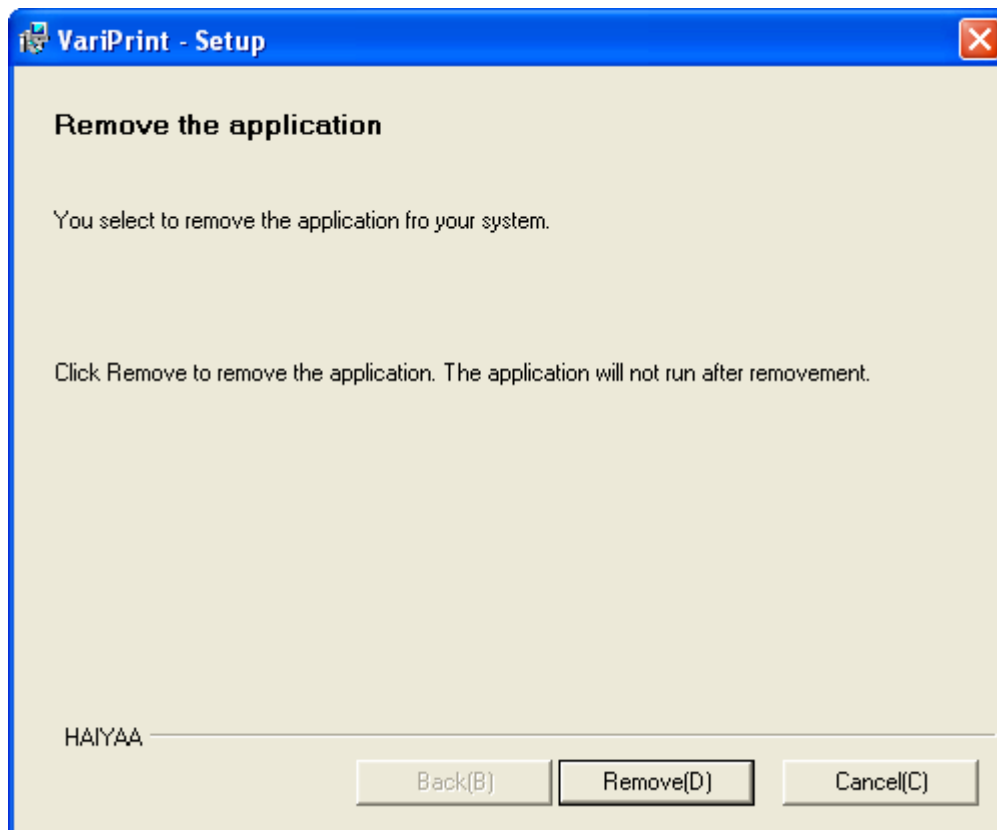 VariPrint - Setup
Remove the application
You select to remove the application fro your system.
Click Remove to remove the application. The application will not run after removement.
HAIYAA
Back(B) Remove(D) Cancel(C)